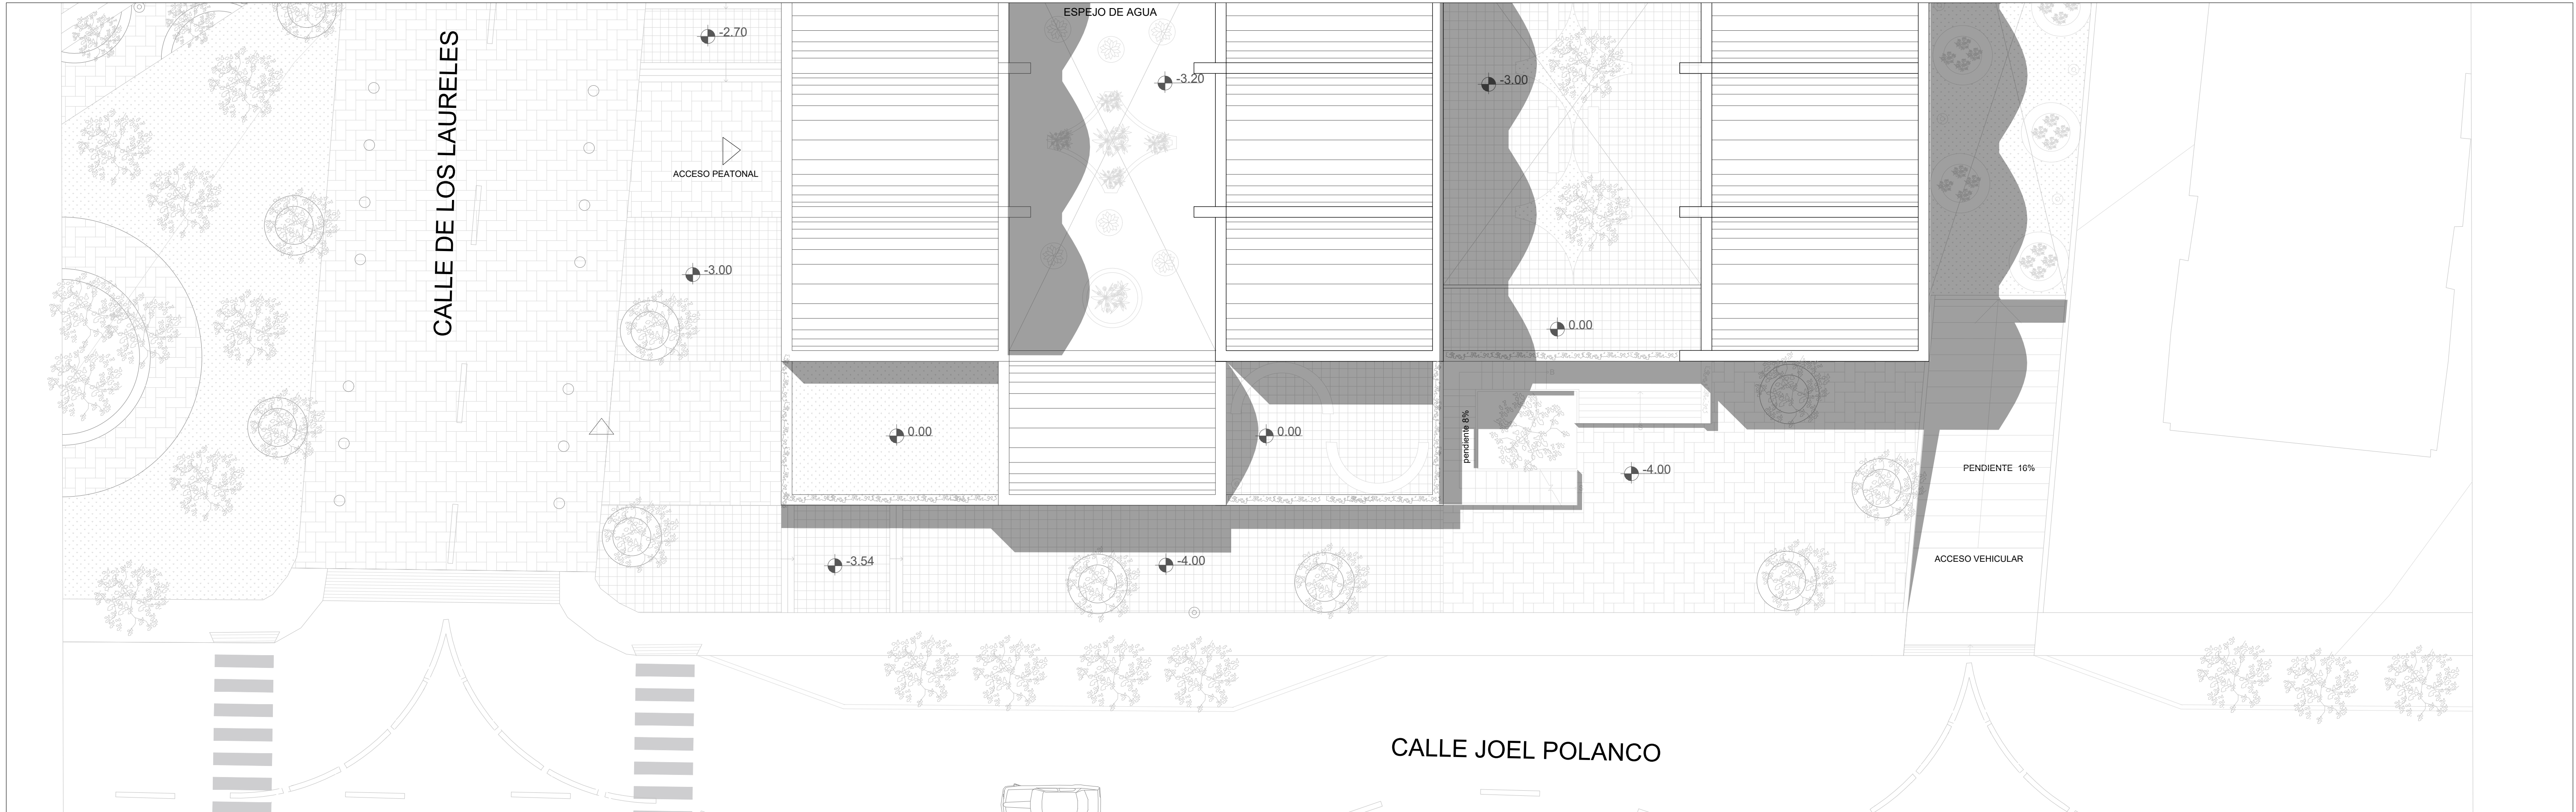 ESPEJO DE AGUA
-2.70
CALLE DE LOS LAURELES
-3.20
-3.00
ACCESO PEATONAL
-3.00
0.00
0.00
0.00
pendiente 8%
-4.00
PENDIENTE 16%
-3.54
-4.00
ACCESO VEHICULAR
CALLE JOEL POLANCO